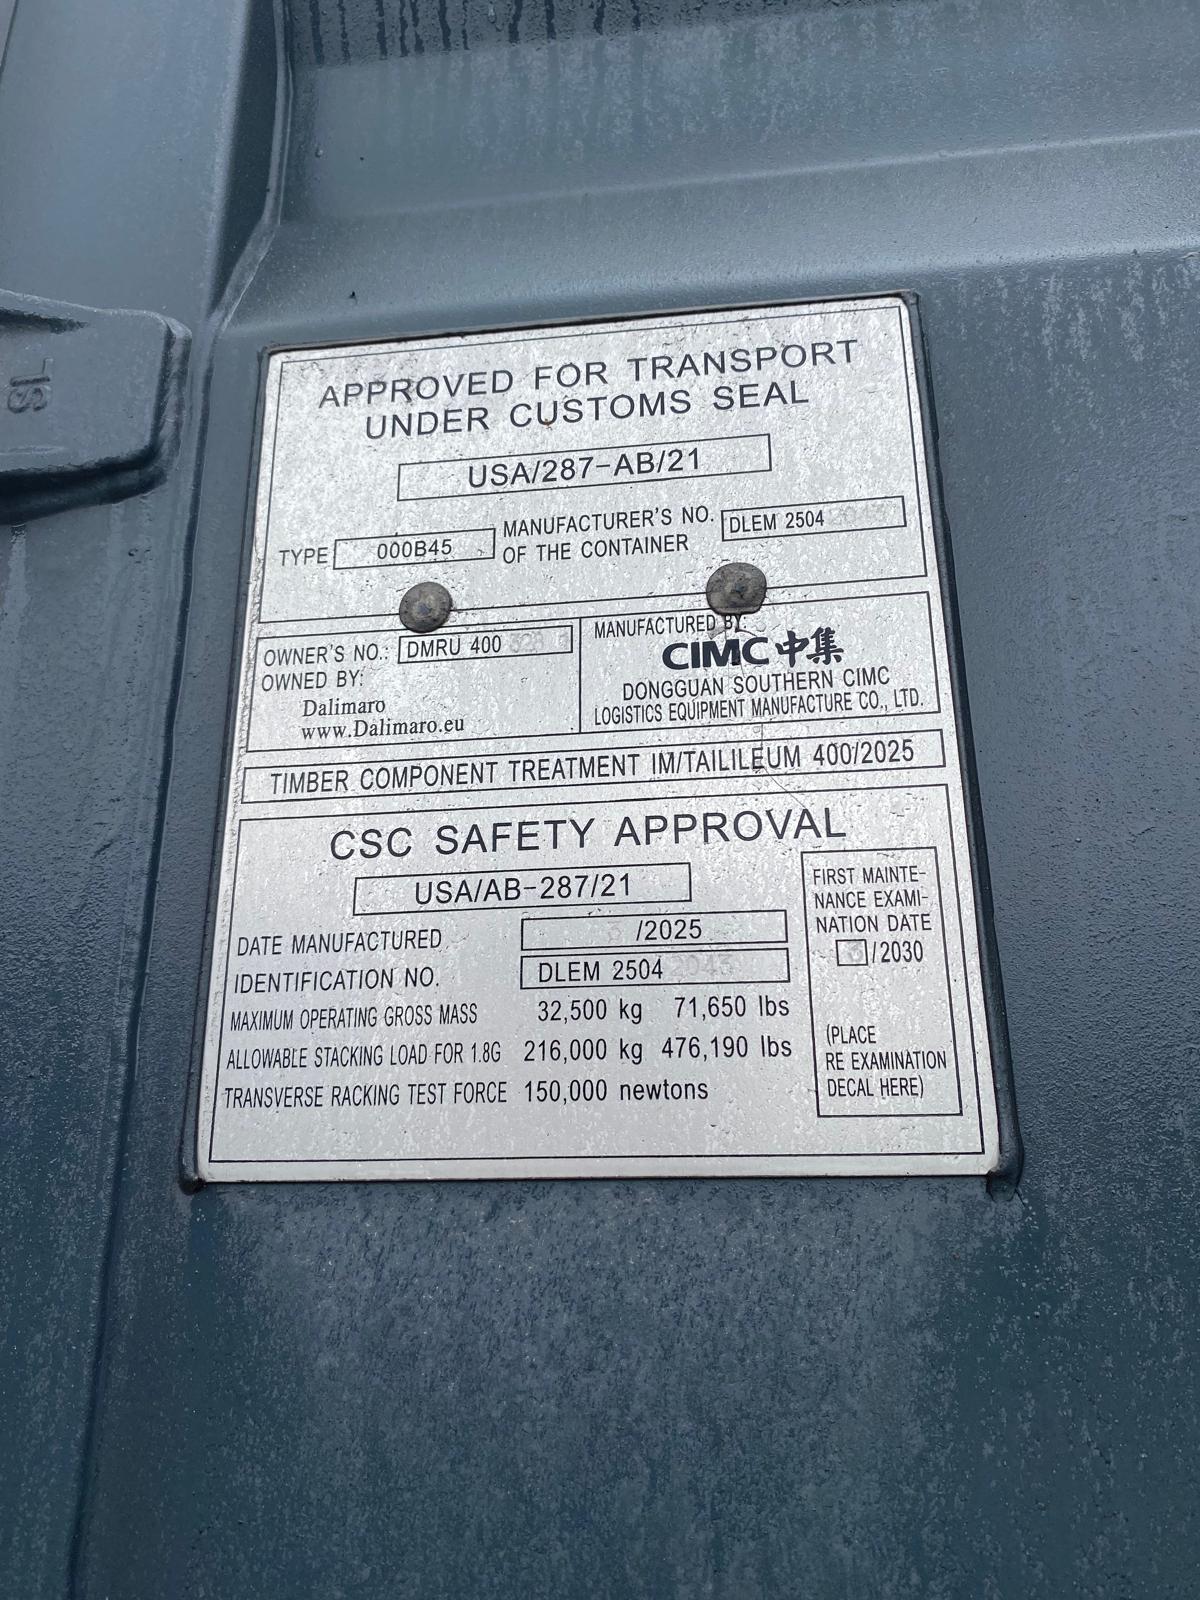 APPROVED FOR TRANSPORT
UNDER CUSTOMS SEAL
USA/287-AB/21
TYPE 000B45
MANUFACTURER'S NO.
OF THE CONTAINER
DLEM 2504
OWNER'S NO.: DMRU 400
OWNED BY:
Dalimaro
www.Dalimaro.eu
MANUFACTURED BY:
CIMC中集
DONGGUAN SOUTHERN CIMC
LOGISTICS EQUIPMENT MANUFACTURE CO., LTD.
TIMBER COMPONENT TREATMENT IM/TAILILEUM 400/2025
CSC SAFETY APPROVAL
USA/AB-287/21
DATE MANUFACTURED /2025
IDENTIFICATION NO. DLEM 2504
MAXIMUM OPERATING GROSS MASS 32,500 kg 71,650 lbs
ALLOWABLE STACKING LOAD FOR 1.8G 216,000 kg 476,190 lbs
TRANSVERSE RACKING TEST FORCE 150,000 newtons
FIRST MAINTE-
NANCE EXAMI-
NATION DATE
/2030
(PLACE
RE EXAMINATION
DECAL HERE)